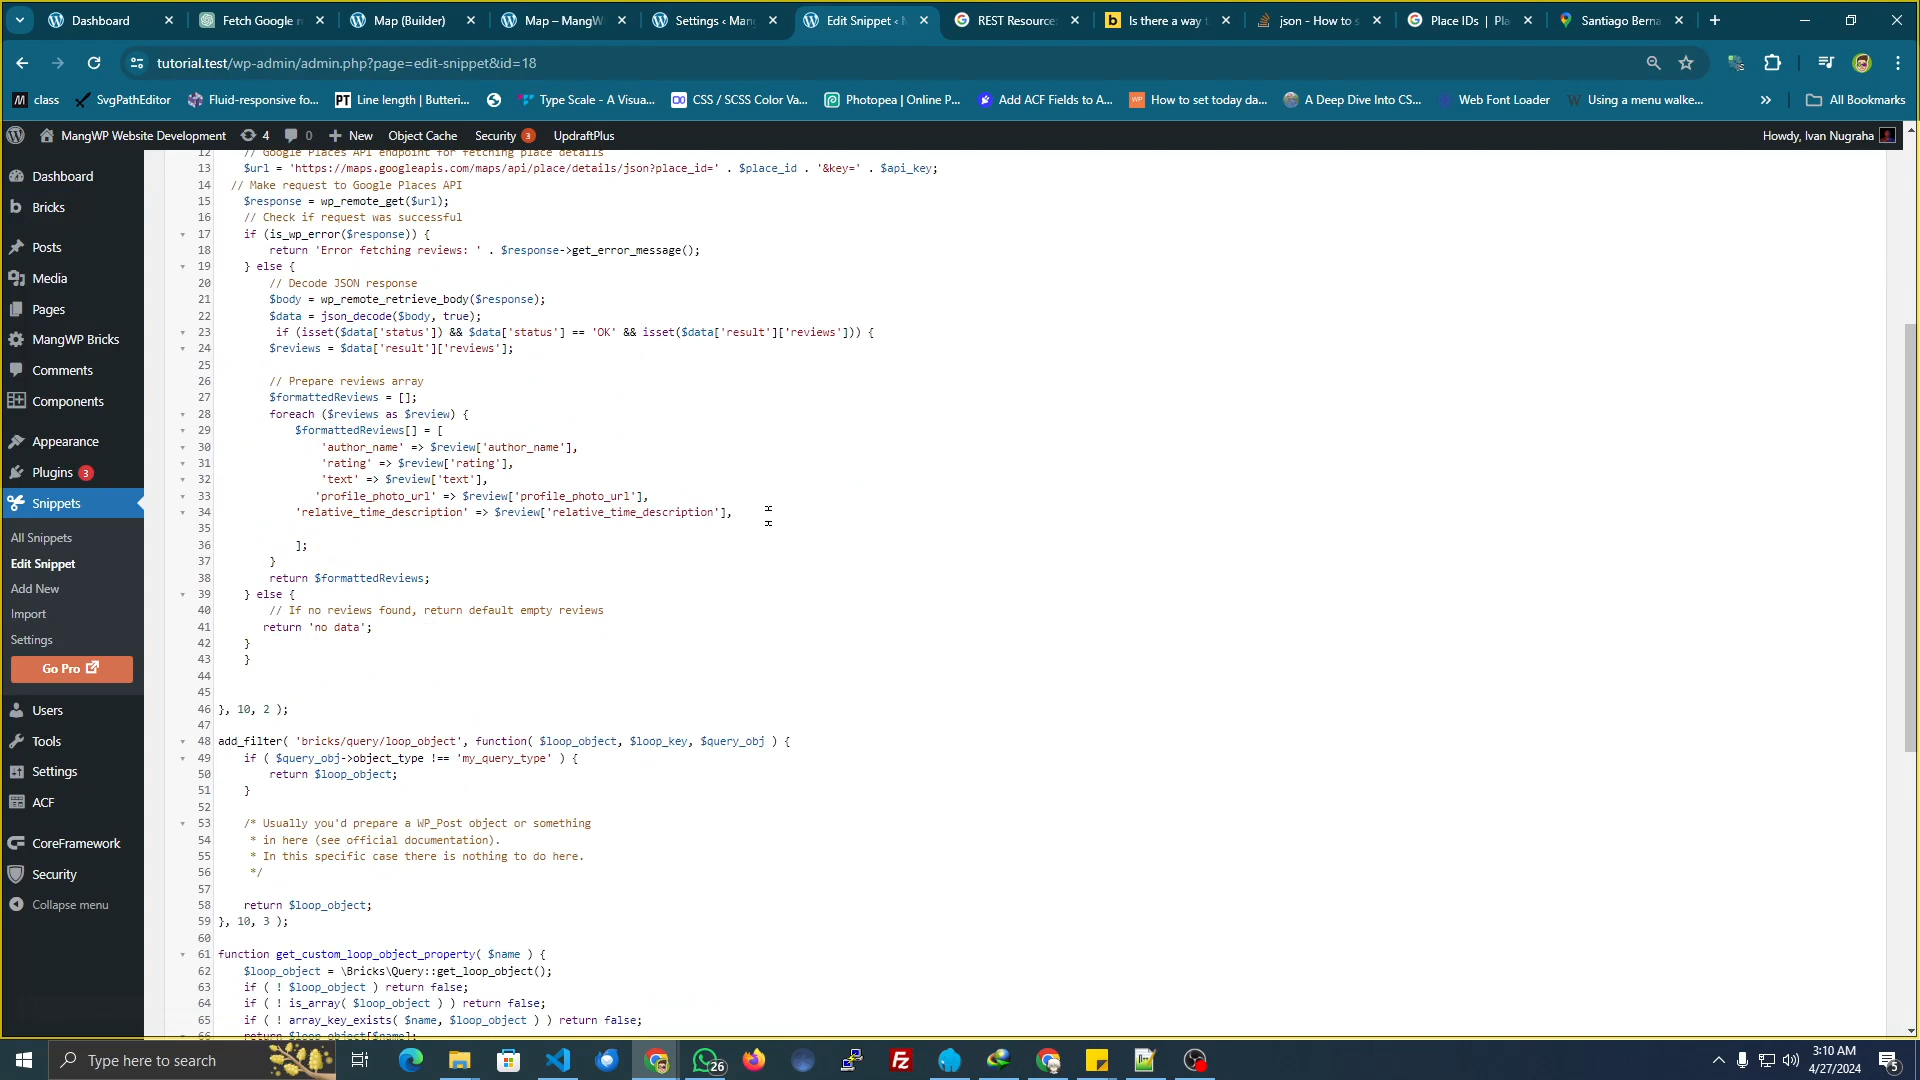 Dashboard
Fetch Google r
Map (Builder)
Map – MangW
Settings ‹ Man
Edit Snippet ‹
REST Resource:
Is there a way t
json - How to s
Place IDs | Pla
Santiago Berna
tutorial.test/wp-admin/admin.php?page=edit-snippet&id=18
class
SvgPathEditor
Fluid-responsive fo...
PT Line length | Butteri...
Type Scale - A Visua...
CSS / SCSS Color Va...
Photopea | Online P...
Add ACF Fields to A...
How to set today da...
A Deep Dive Into CS...
Web Font Loader
Using a menu walke...
All Bookmarks
MangWP Website Development
4
0
New
Object Cache
Security 3
UpdraftPlus
Howdy, Ivan Nugraha
Dashboard
Bricks
Posts
Media
Pages
MangWP Bricks
Comments
Components
Appearance
Plugins 3
Snippets
All Snippets
Edit Snippet
Add New
Import
Settings
Go Pro
Users
Tools
Settings
ACF
CoreFramework
Security
Collapse menu
12 // Google Places API endpoint for fetching place details
13 $url = 'https://maps.googleapis.com/maps/api/place/details/json?place_id=' . $place_id . '&key=' . $api_key;
14 // Make request to Google Places API
15 $response = wp_remote_get($url);
16 // Check if request was successful
17 if (is_wp_error($response)) {
18 return 'Error fetching reviews: ' . $response->get_error_message();
19 } else {
20 // Decode JSON response
21 $body = wp_remote_retrieve_body($response);
22 $data = json_decode($body, true);
23 if (isset($data['status']) && $data['status'] == 'OK' && isset($data['result']['reviews'])) {
24 $reviews = $data['result']['reviews'];
25
26 // Prepare reviews array
27 $formattedReviews = [];
28 foreach ($reviews as $review) {
29 $formattedReviews[] = [
30 'author_name' => $review['author_name'],
31 'rating' => $review['rating'],
32 'text' => $review['text'],
33 'profile_photo_url' => $review['profile_photo_url'],
34 'relative_time_description' => $review['relative_time_description'],
35
36 ];
37 }
38 return $formattedReviews;
39 } else {
40 // If no reviews found, return default empty reviews
41 return 'no data';
42 }
43 }
44
45
46 }, 10, 2 );
47
48 add_filter( 'bricks/query/loop_object', function( $loop_object, $loop_key, $query_obj ) {
49 if ( $query_obj->object_type !== 'my_query_type' ) {
50 return $loop_object;
51 }
52
53 /* Usually you'd prepare a WP_Post object or something
54 * in here (see official documentation).
55 * In this specific case there is nothing to do here.
56 */
57
58 return $loop_object;
59 }, 10, 3 );
60
61 function get_custom_loop_object_property( $name ) {
62 $loop_object = \Bricks\Query::get_loop_object();
63 if ( ! $loop_object ) return false;
64 if ( ! is_array( $loop_object ) ) return false;
65 if ( ! array_key_exists( $name, $loop_object ) ) return false;
66 return $loop_object[$name];
Type here to search
26
3:10 AM
4/27/2024
5